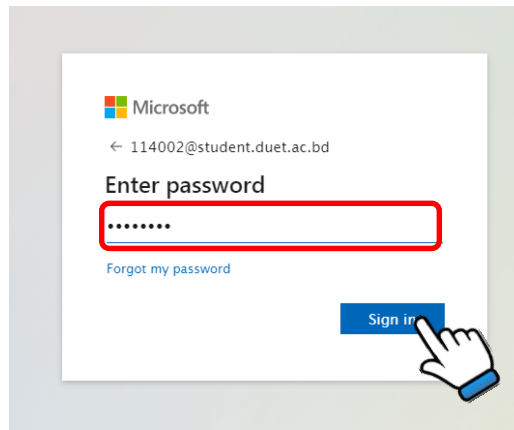 Microsoft
← 114002@student.duet.ac.bd
Enter password
••••••••
Forgot my password
Sign in